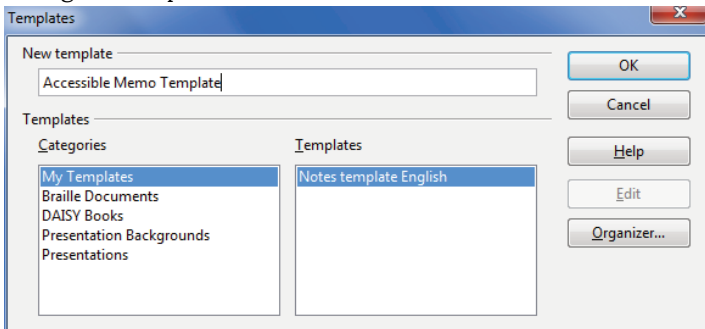 Templates
New template
Accessible Memo Template
OK
Cancel
Templates
Categories
Templates
Help
My Templates
Notes template English
Braille Documents
Edit
DAISY Books
Presentation Backgrounds
Organizer...
Presentations